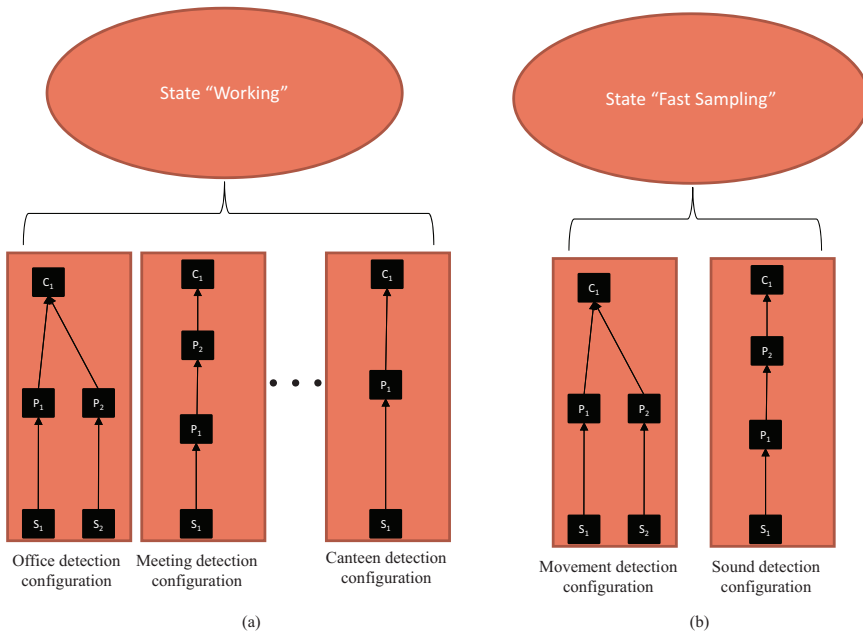 State “Working”
State “Fast Sampling”
C₁
P₁ P₂
S₁ S₂
C₁
P₂
P₁
S₁
C₁
P₁
S₁
C₁
P₁ P₂
S₁ S₂
C₁
P₂
P₁
S₁
Office detection
configuration
Meeting detection
configuration
Canteen detection
configuration
Movement detection
configuration
Sound detection
configuration
(a)
(b)